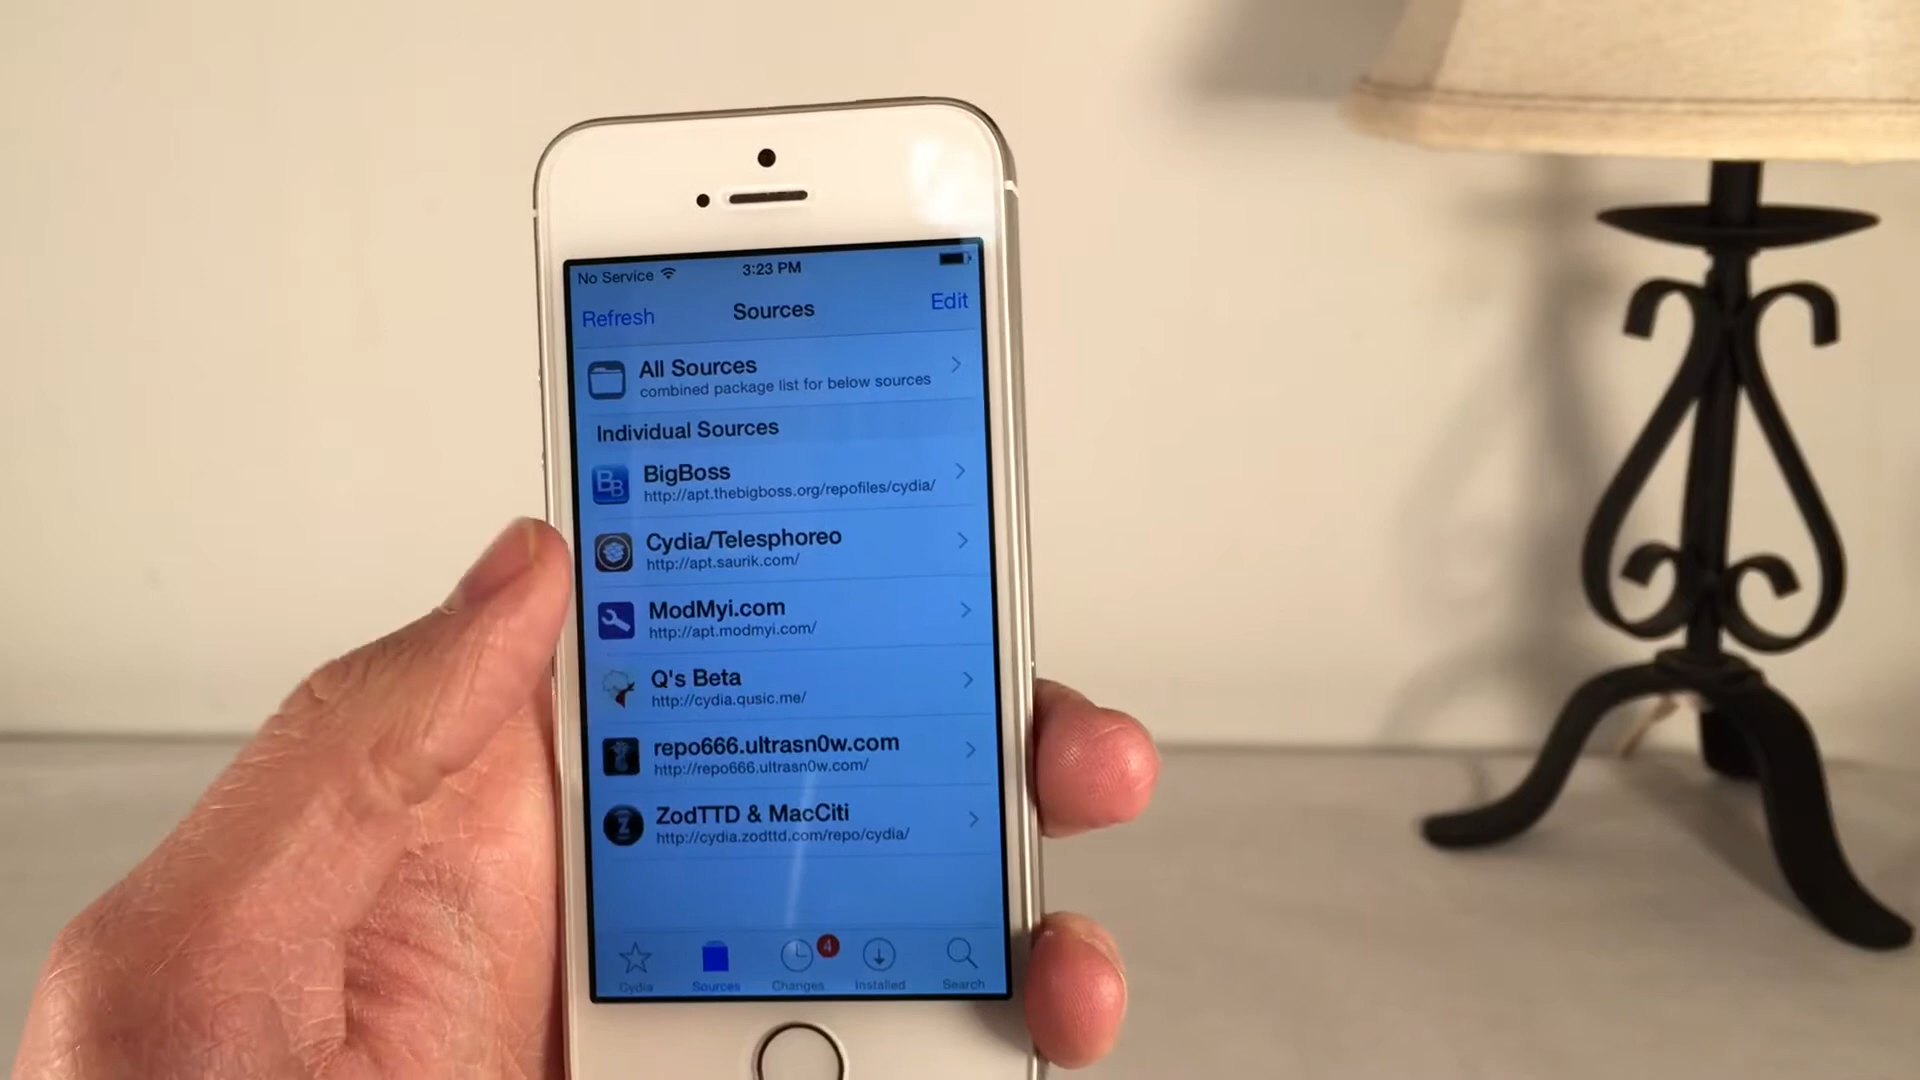 No Service 3:23 PM
Refresh Sources Edit
All Sources
combined package list for below sources
Individual Sources
BB
BigBoss
http://apt.thebigboss.org/repofiles/cydia/
Cydia/Telesphoreo
http://apt.saurik.com/
ModMyi.com
http://apt.modmyi.com/
Q's Beta
http://cydia.qusic.me/
repo666.ultrasn0w.com
http://repo666.ultrasn0w.com/
Z
ZodTTD & MacCiti
http://cydia.zodttd.com/repo/cydia/
4
Cydia Sources Changes Installed Search